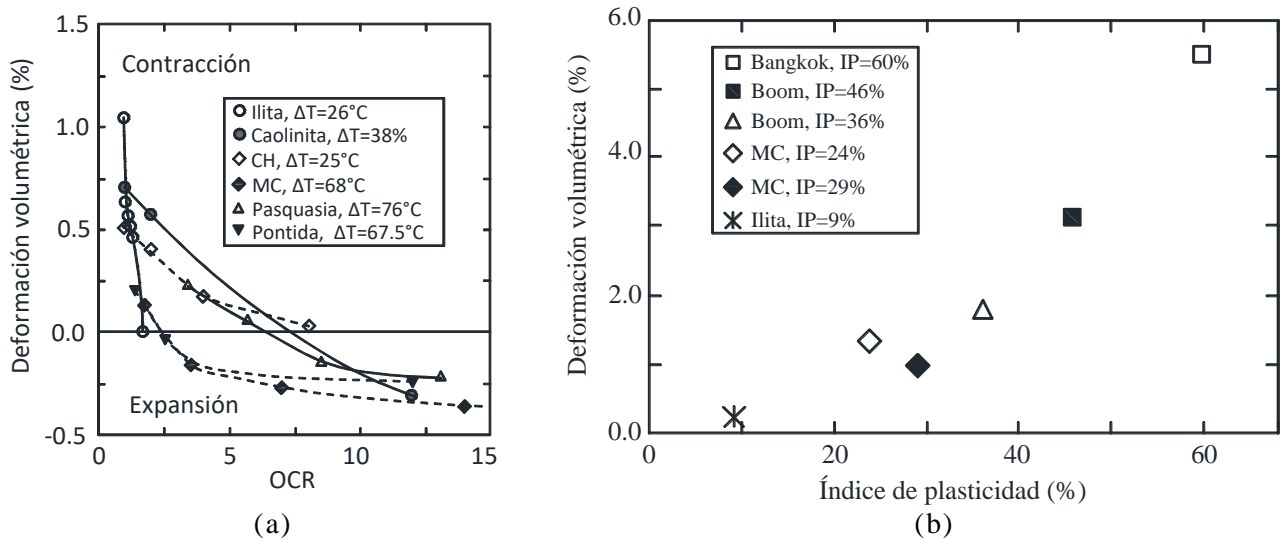 1.5
1.0
0.5
0.0
-0.5
Deformación volumétrica (%)
Contracción
Ilita, ΔT=26°C
Caolinita, ΔT=38%
CH, ΔT=25°C
MC, ΔT=68°C
Pasquasia, ΔT=76°C
Pontida, ΔT=67.5°C
Expansión
0 5 10 15
OCR
(a)
6.0
4.0
2.0
0.0
Deformación volumétrica (%)
Bangkok, IP=60%
Boom, IP=46%
Boom, IP=36%
MC, IP=24%
MC, IP=29%
Ilita, IP=9%
0 20 40 60
Índice de plasticidad (%)
(b)